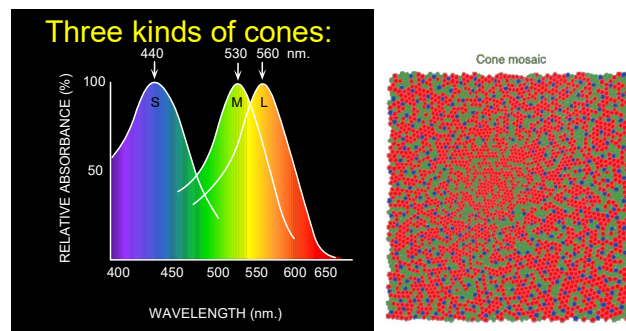 Three kinds of cones:
440 530 560 nm.
S M L
100
50
RELATIVE ABSORBANCE (%)
400 450 500 550 600 650
WAVELENGTH (nm.)
Cone mosaic